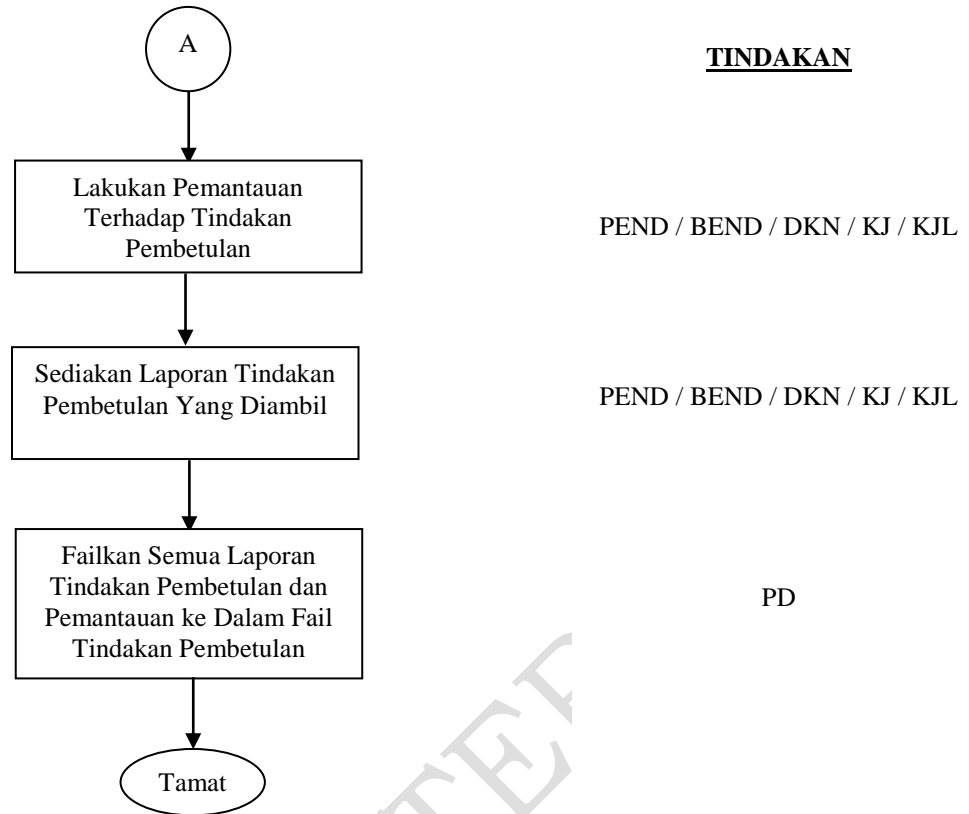 A
TINDAKAN
Lakukan Pemantauan
Terhadap Tindakan
Pembetulan
PEND / BEND / DKN / KJ / KJL
Sediakan Laporan Tindakan
Pembetulan Yang Diambil
PEND / BEND / DKN / KJ / KJL
Failkan Semua Laporan
Tindakan Pembetulan dan
Pemantauan ke Dalam Fail
Tindakan Pembetulan
PD
Tamat